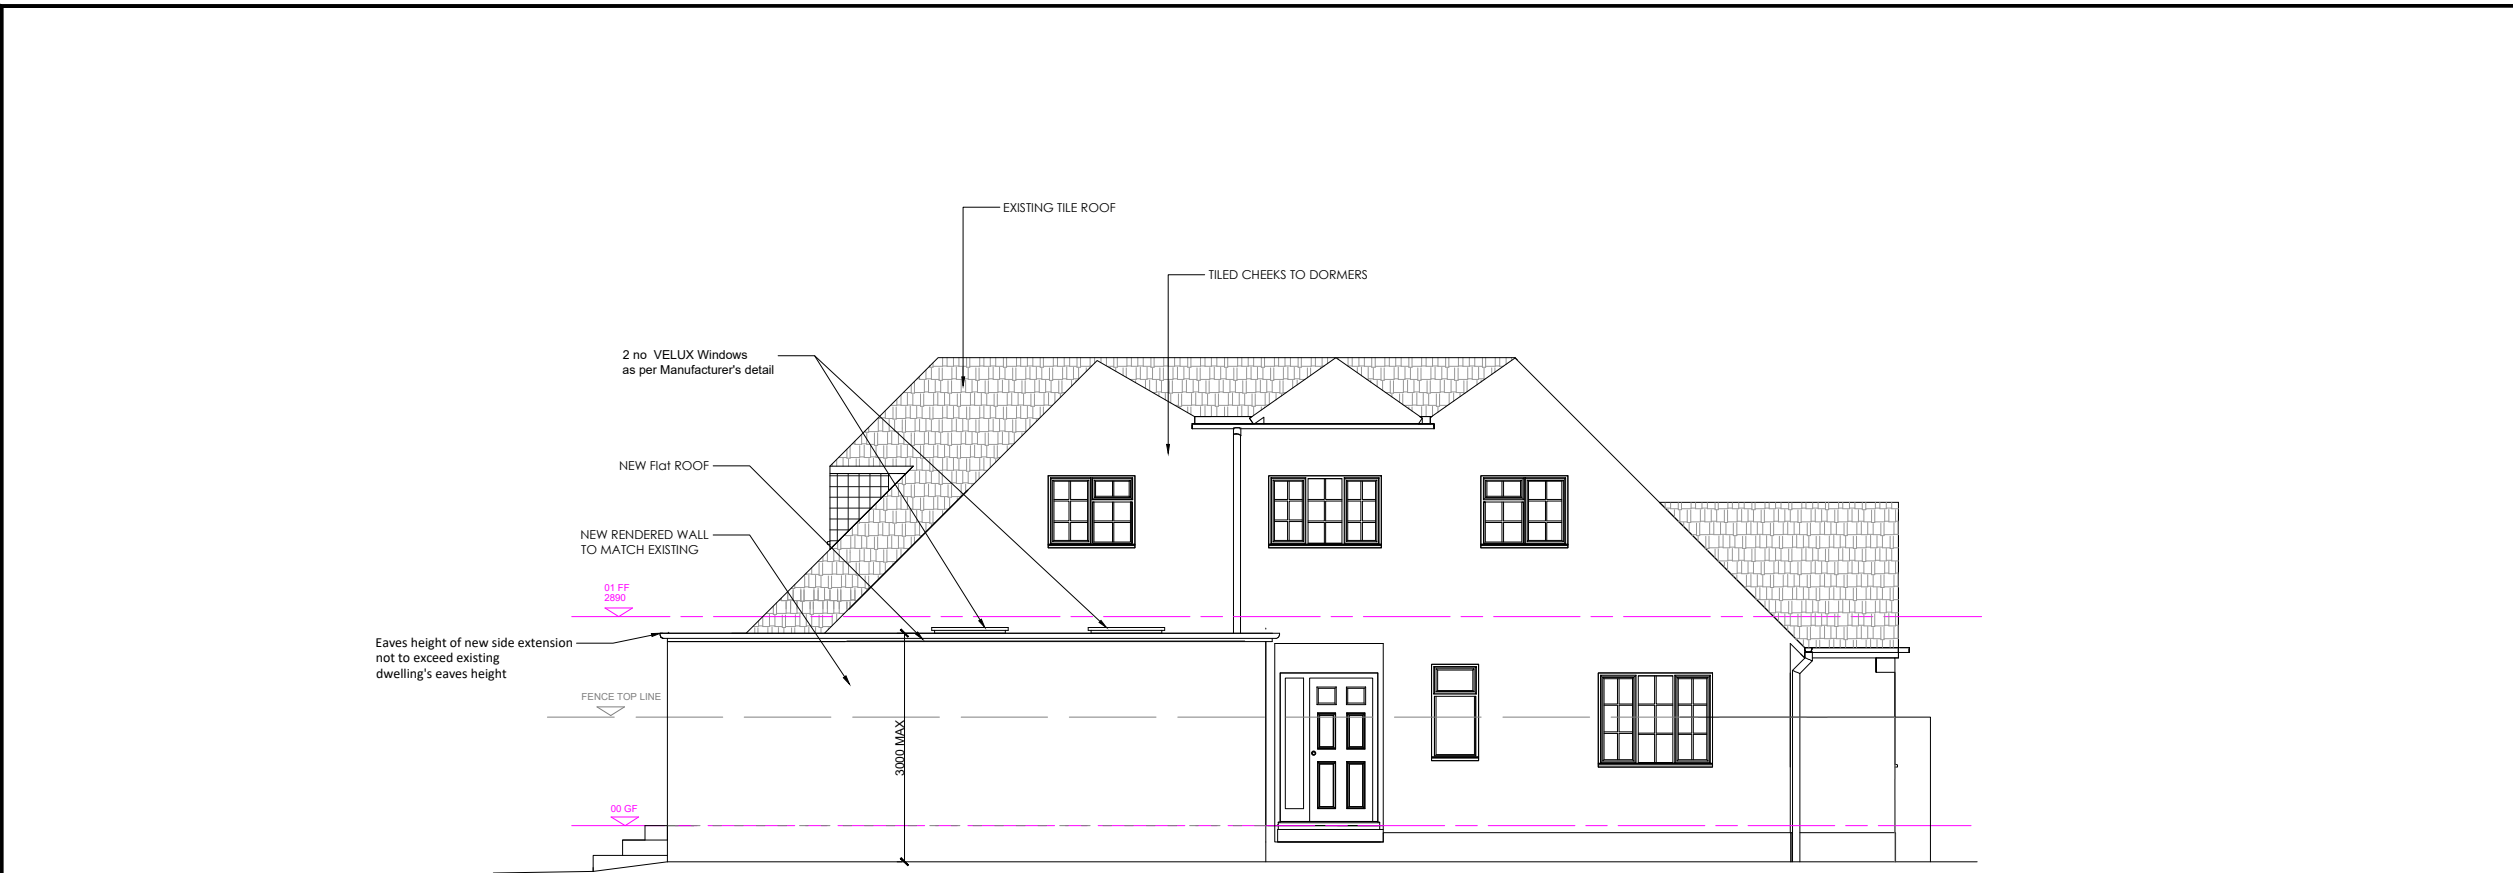 EXISTING TILE ROOF
TILED CHEEKS TO DORMERS
2 no VELUX Windows
as per Manufacturer's detail
NEW Flat ROOF
NEW RENDERED WALL
TO MATCH EXISTING
01 FF
2890
Eaves height of new side extension
not to exceed existing
dwelling's eaves height
FENCE TOP LINE
3000 MAX
00 GF